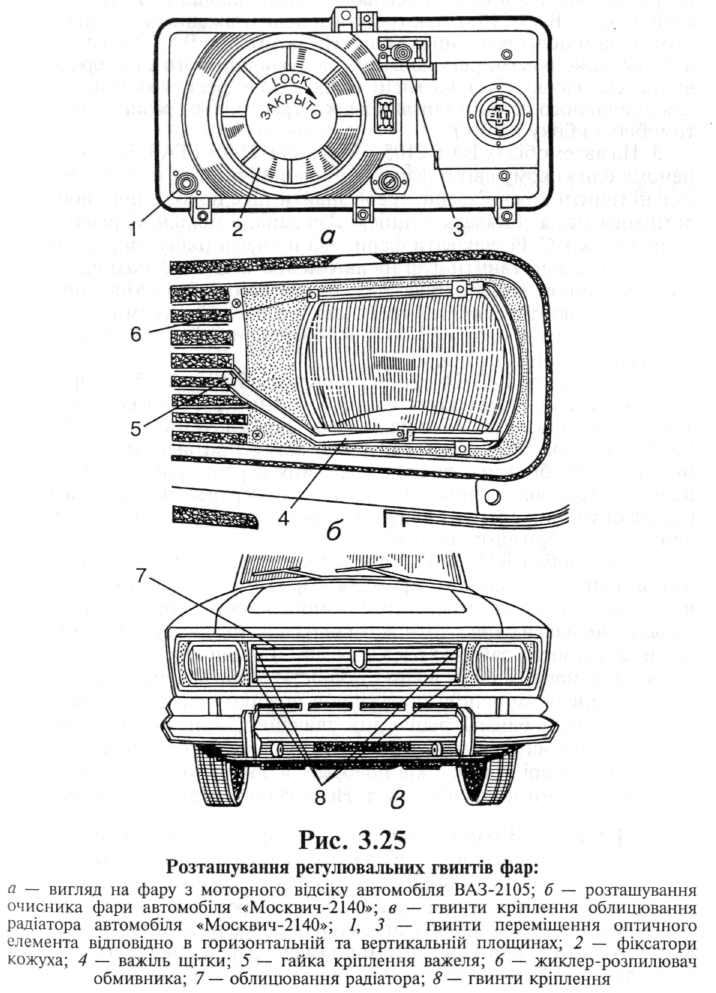 LOCK
ЗАКРЫТО
1
2
3
а
6
5
4
б
7
8
в
Рис. 3.25
Розташування регулювальних гвинтів фар:
а — вигляд на фару з моторного відсіку автомобіля ВАЗ-2105; б — розташування
очисника фари автомобіля «Москвич-2140»; в — гвинти кріплення облицювання
радіатора автомобіля «Москвич-2140»; 1, 3 — гвинти переміщення оптичного
елемента відповідно в горизонтальній та вертикальній площинах; 2 — фіксатори
кожуха; 4 — важіль щітки; 5 — гайка кріплення важеля; 6 — жиклер-розпилювач
обмивника; 7 — облицювання радіатора; 8 — гвинти кріплення